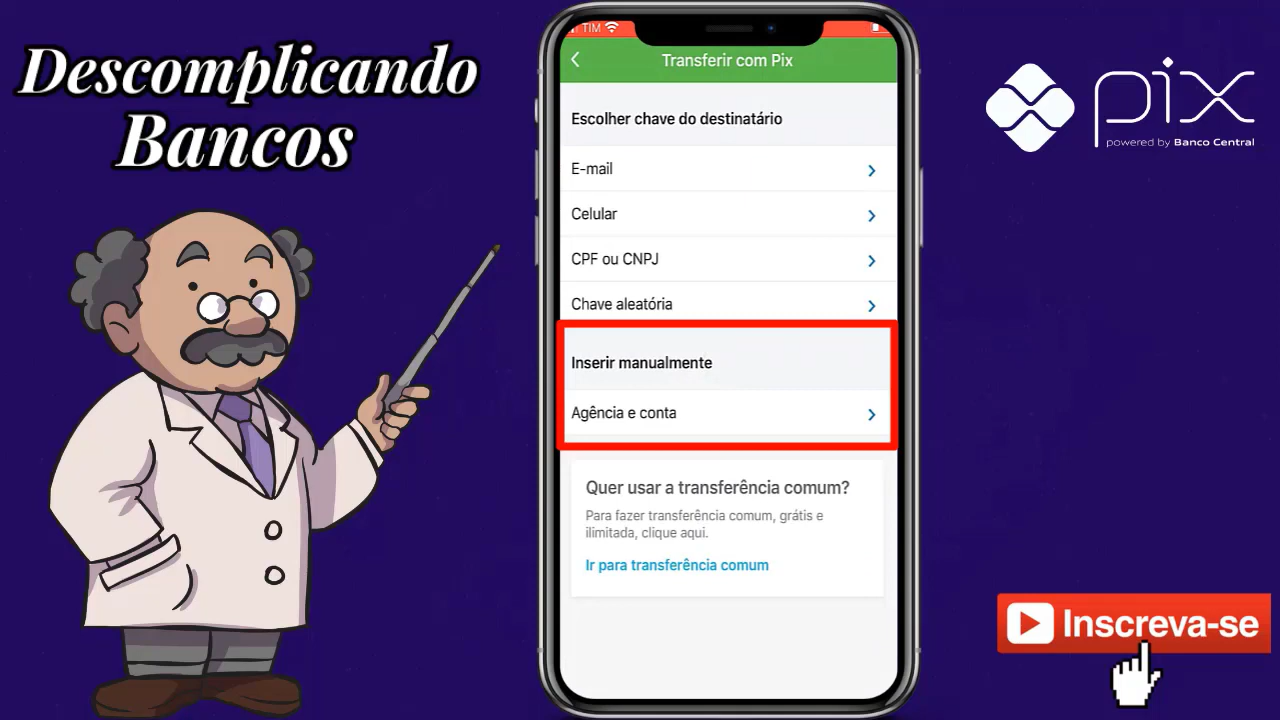 Descomplicando
Bancos
TIM
Transferir com Pix
Escolher chave do destinatário
E-mail
Celular
CPF ou CNPJ
Chave aleatória
Inserir manualmente
Agência e conta
Quer usar a transferência comum?
Para fazer transferência comum, grátis e
ilimitada, clique aqui.
Ir para transferência comum
pix
powered by Banco Central
Inscreva-se